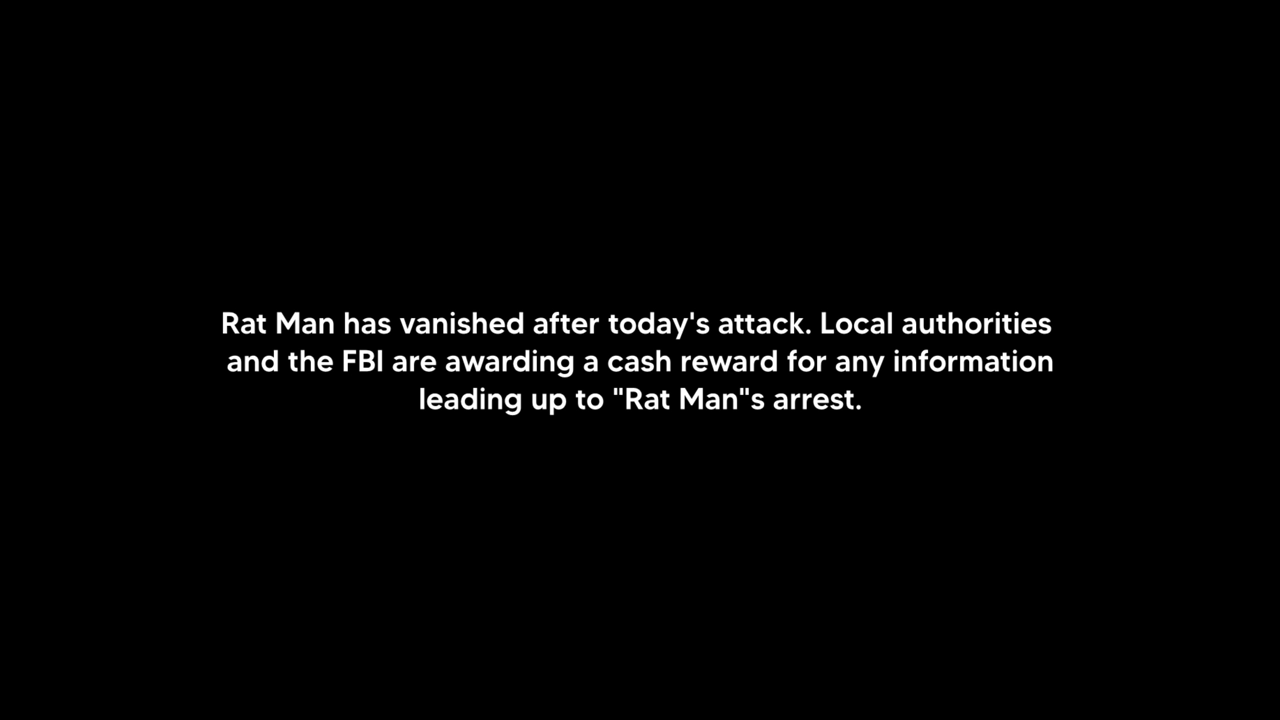 Rat Man has vanished after today's attack. Local authorities
and the FBI are awarding a cash reward for any information
leading up to "Rat Man"s arrest.